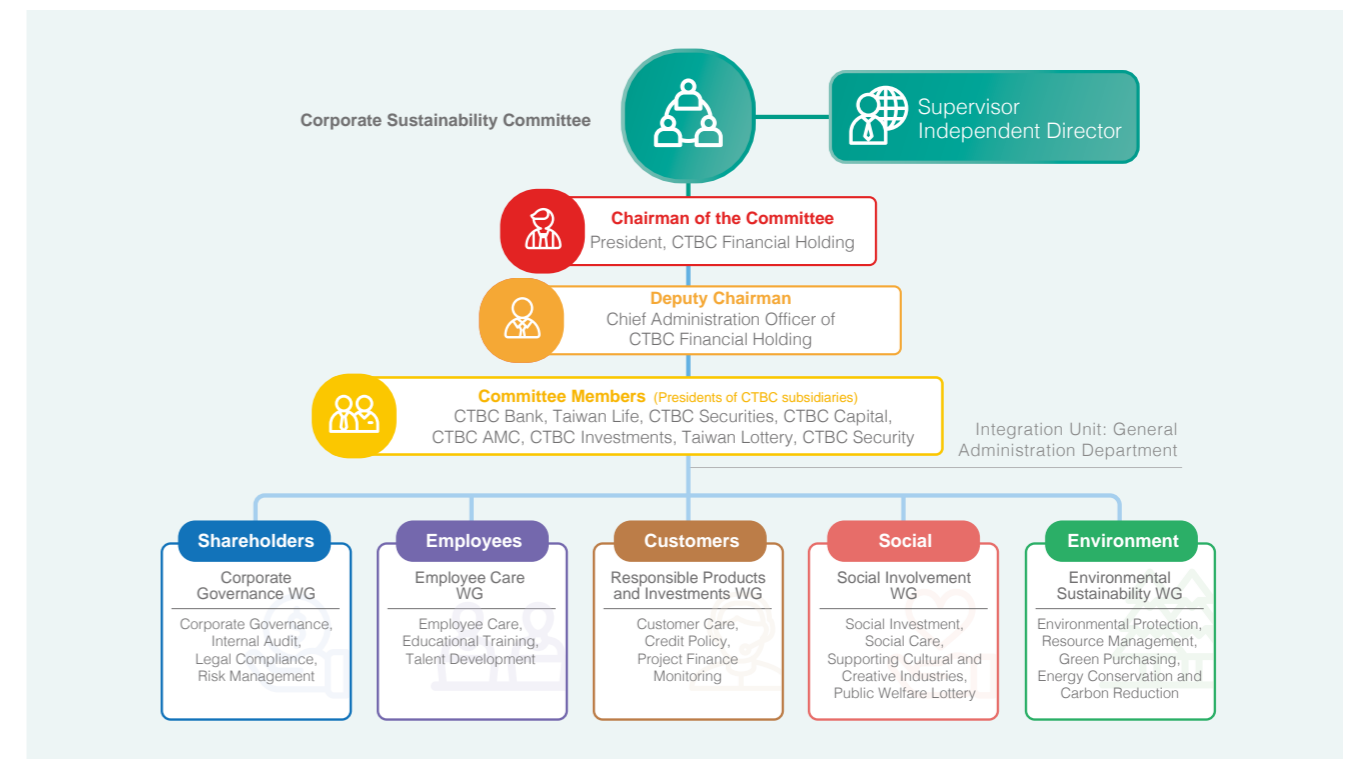 Corporate Sustainability Committee
Supervisor
Independent Director
Chairman of the Committee
President, CTBC Financial Holding
Deputy Chairman
Chief Administration Officer of
CTBC Financial Holding
Committee Members (Presidents of CTBC subsidiaries)
CTBC Bank, Taiwan Life, CTBC Securities, CTBC Capital,
CTBC AMC, CTBC Investments, Taiwan Lottery, CTBC Security
Integration Unit: General
Administration Department
Shareholders
Corporate
Governance WG
Corporate Governance,
Internal Audit,
Legal Compliance,
Risk Management
Employees
Employee Care
WG
Employee Care,
Educational Training,
Talent Development
Customers
Responsible Products
and Investments WG
Customer Care,
Credit Policy,
Project Finance
Monitoring
Social
Social Involvement
WG
Social Investment,
Social Care,
Supporting Cultural and
Creative Industries,
Public Welfare Lottery
Environment
Environmental
Sustainability WG
Environmental Protection,
Resource Management,
Green Purchasing,
Energy Conservation and
Carbon Reduction